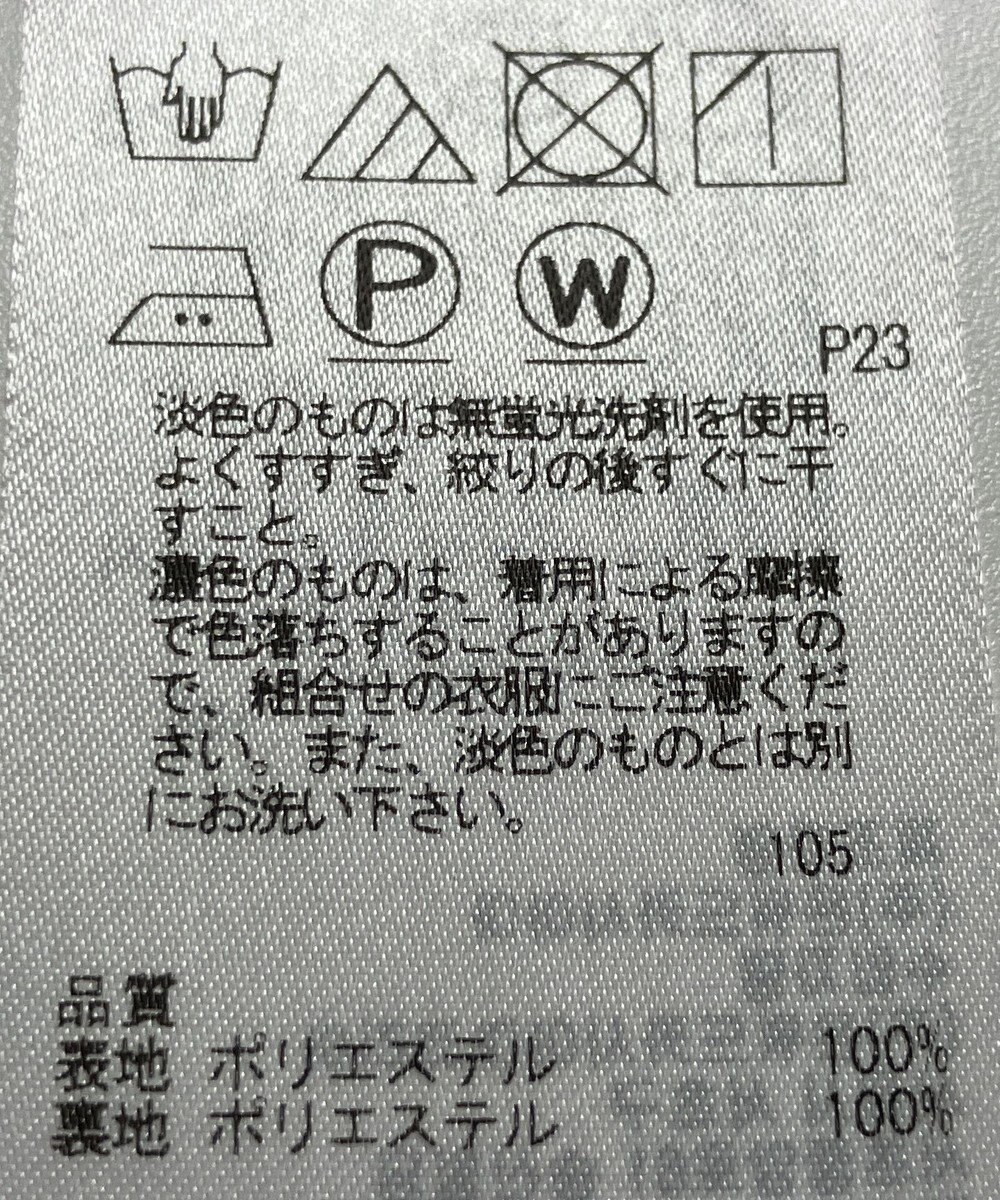 P W
P23
淡色のものは無蛍光洗剤を使用。
よくすすぎ、絞りの後すぐに干
すこと。
濃色のものは、着用による摩擦
で色落ちすることがありますの
で、組合せの衣服にご注意くだ
さい。また、淡色のものとは別
にお洗い下さい。
105
品質
表地 ポリエステル 100%
裏地 ポリエステル 100%